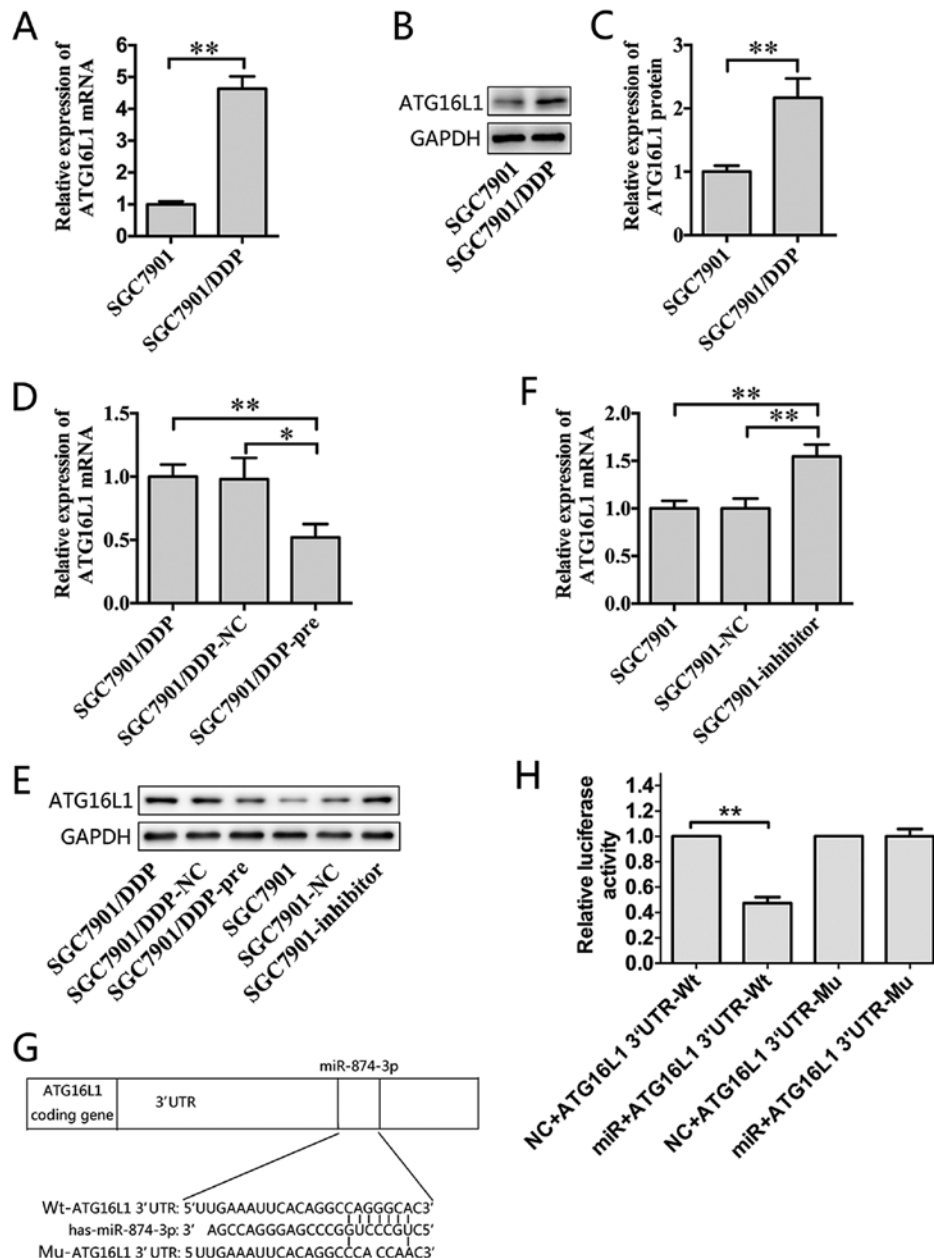 A
Relative expression of
ATG16L1 mRNA
6
5
4
3
2
1
0
**
SGC7901
SGC7901/DDP
B
ATG16L1
GAPDH
SGC7901
SGC7901/DDP
C
Relative expression of
ATG16L1 protein
3
2
1
0
**
SGC7901
SGC7901/DDP
D
Relative expression of
ATG16L1 mRNA
1.5
1.0
0.5
0.0
**
*
SGC7901/DDP
SGC7901/DDP-NC
SGC7901/DDP-pre
F
Relative expression of
ATG16L1 mRNA
2.0
1.5
1.0
0.5
0.0
**
**
SGC7901
SGC7901-NC
SGC7901-inhibitor
E
ATG16L1
GAPDH
SGC7901/DDP
SGC7901/DDP-NC
SGC7901/DDP-pre
SGC7901
SGC7901-NC
SGC7901-inhibitor
H
Relative luciferase
activity
1.4
1.2
1.0
0.8
0.6
0.4
0.2
0.0
**
NC+ATG16L1 3'UTR-Wt
miR+ATG16L1 3'UTR-Wt
NC+ATG16L1 3'UTR-Mu
miR+ATG16L1 3'UTR-Mu
G
miR-874-3p
ATG16L1
coding gene
3'UTR
Wt-ATG16L1 3'UTR: 5'UUGAAAUUCACAGGCCAGGGCAC3'
has-miR-874-3p: 3' AGCCAGGGAGCCCGGUCCCGUC5'
Mu-ATG16L1 3'UTR: 5UUGAAAUUCACAGGCCCA CCAAC3'